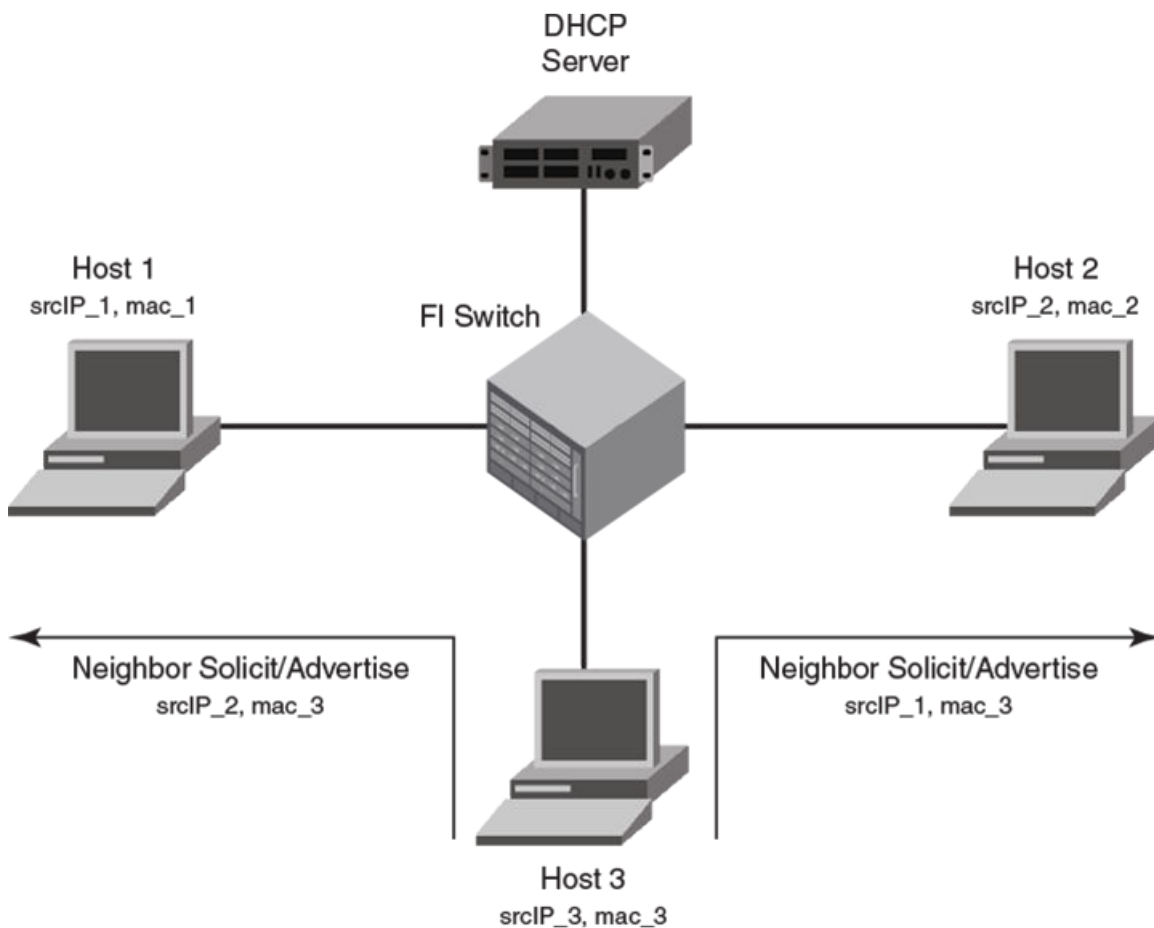 DHCP
Server
Host 1
srcIP_1, mac_1
Host 2
srcIP_2, mac_2
FI Switch
Neighbor Solicit/Advertise
srcIP_2, mac_3
Neighbor Solicit/Advertise
srcIP_1, mac_3
Host 3
srcIP_3, mac_3